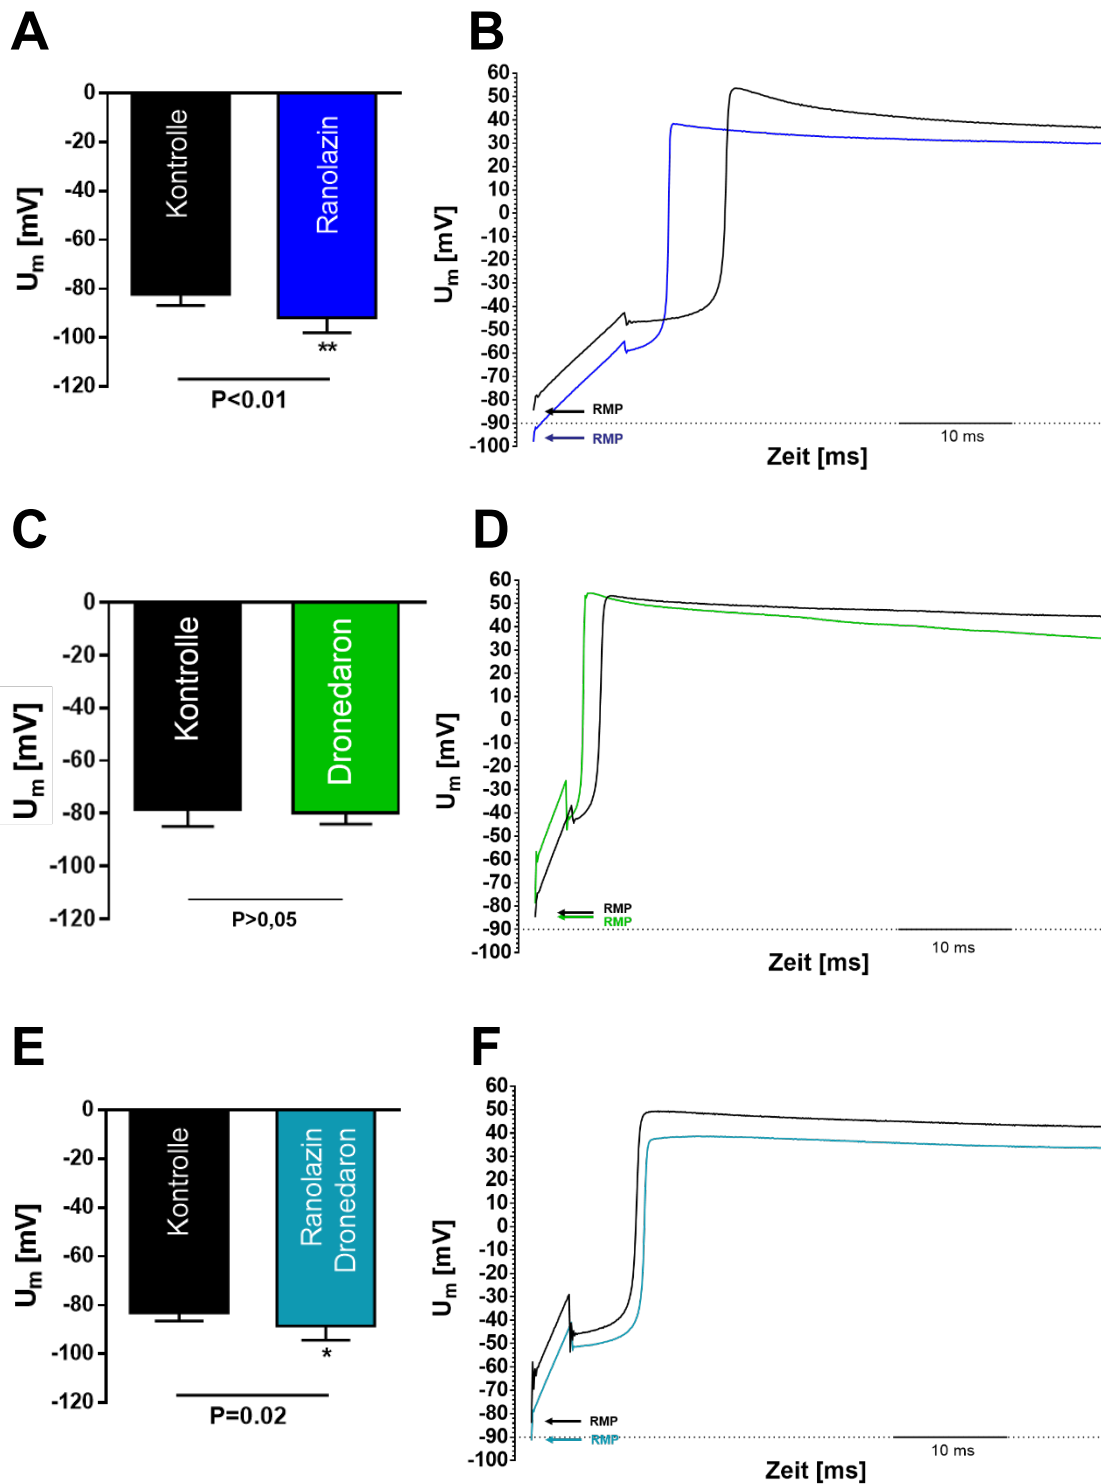 A
0
-20
-40
-60
-80
-100
-120
Um [mV]
Kontrolle
Ranolazin
**
P<0.01
B
60
50
40
30
20
10
0
-10
-20
-30
-40
-50
-60
-70
-80
-90
-100
Um [mV]
RMP
RMP
10 ms
Zeit [ms]
C
0
-20
-40
-60
-80
-100
-120
Um [mV]
Kontrolle
Dronedaron
P>0,05
D
60
50
40
30
20
10
0
-10
-20
-30
-40
-50
-60
-70
-80
-90
-100
Um [mV]
RMP
RMP
10 ms
Zeit [ms]
E
0
-20
-40
-60
-80
-100
-120
Um [mV]
Kontrolle
Ranolazin
Dronedaron
*
P=0.02
F
60
50
40
30
20
10
0
-10
-20
-30
-40
-50
-60
-70
-80
-90
-100
Um [mV]
RMP
RMP
10 ms
Zeit [ms]